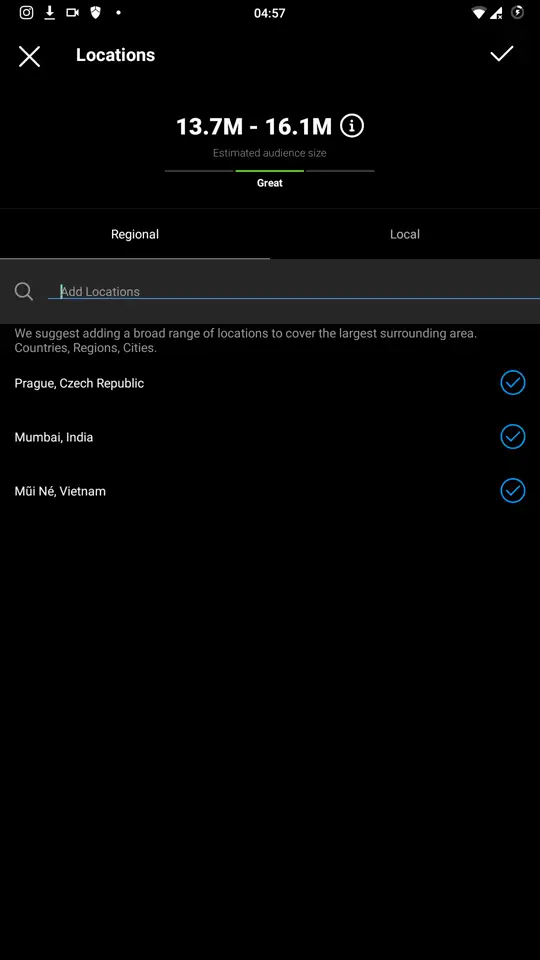 04:57
Locations
13.7M - 16.1M
Estimated audience size
Great
Regional
Local
Add Locations
We suggest adding a broad range of locations to cover the largest surrounding area.
Countries, Regions, Cities.
Prague, Czech Republic
Mumbai, India
Mũi Né, Vietnam